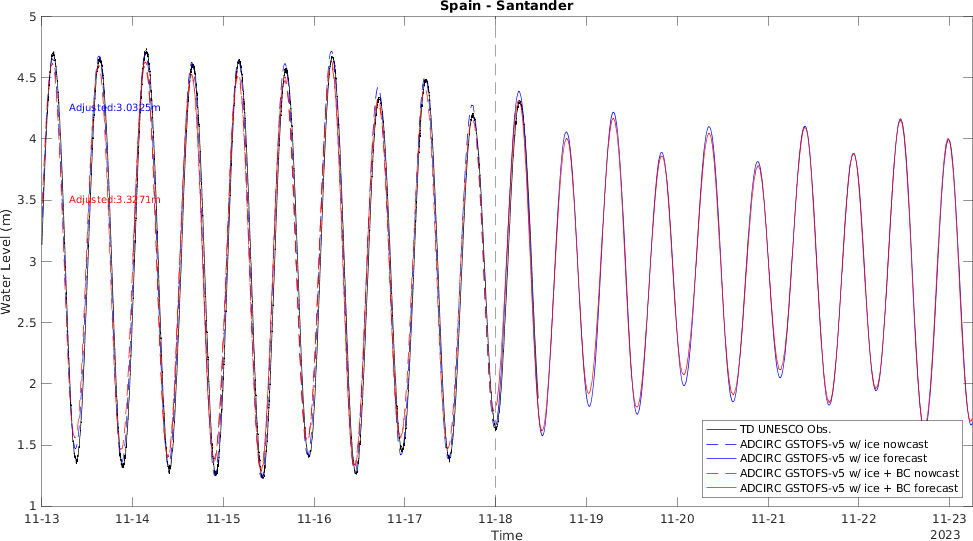 Spain - Santander
5
4.5
4
3.5
3
2.5
2
1.5
1
Water Level (m)
Adjusted:3.0325m
Adjusted:3.3271m
TD UNESCO Obs.
ADCIRC GSTOFS-v5 w/ ice nowcast
ADCIRC GSTOFS-v5 w/ ice forecast
ADCIRC GSTOFS-v5 w/ ice + BC nowcast
ADCIRC GSTOFS-v5 w/ ice + BC forecast
11-13 11-14 11-15 11-16 11-17 11-18 11-19 11-20 11-21 11-22 11-23
Time
2023